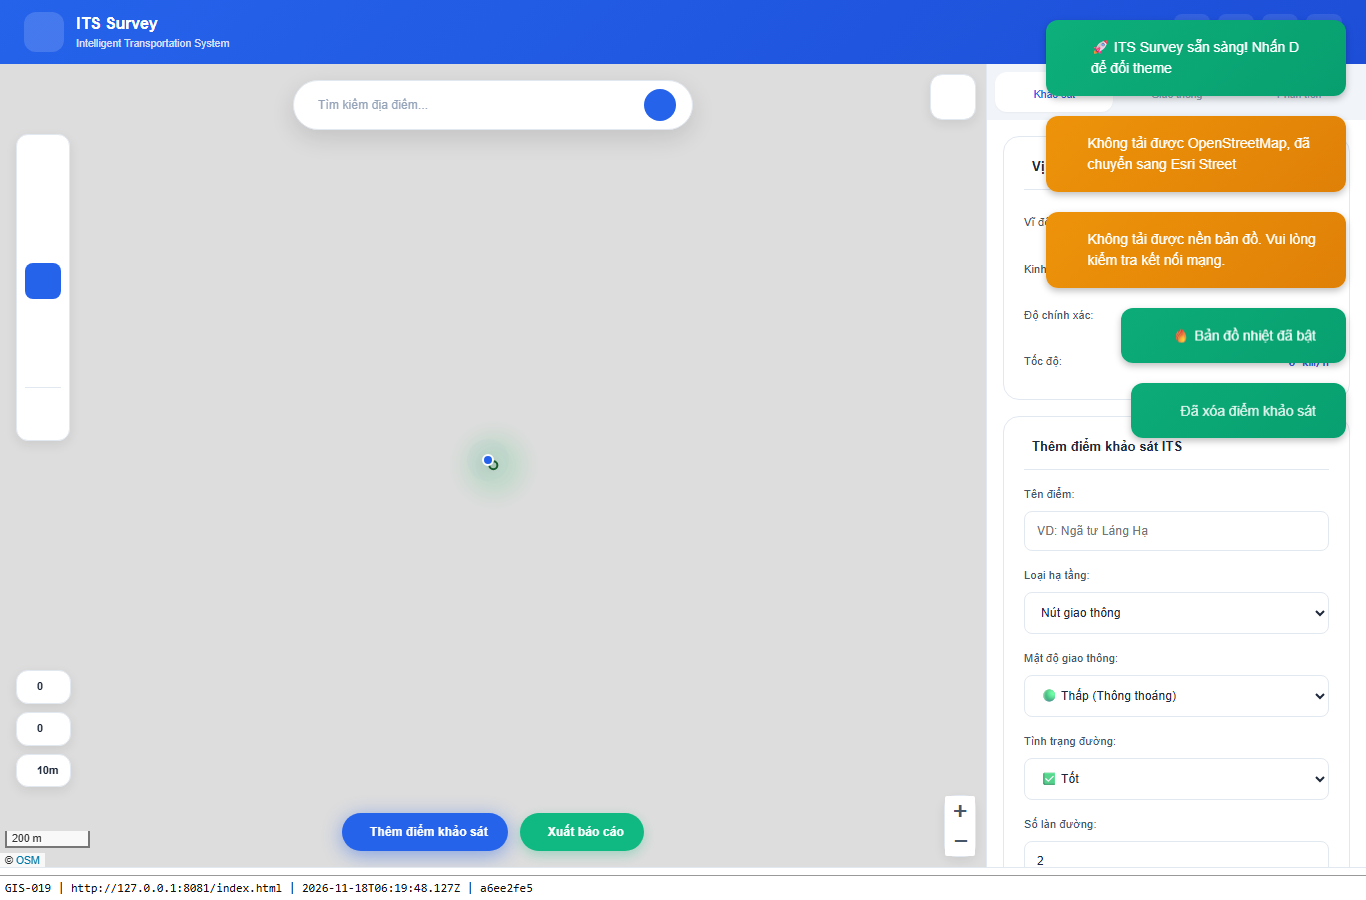 ITS Survey
Intelligent Transportation System
🚀 ITS Survey sẵn sàng! Nhấn D
để đổi theme
Tìm kiếm địa điểm...
Không tải được OpenStreetMap, đã
chuyển sang Esri Street
Không tải được nền bản đồ. Vui lòng
kiểm tra kết nối mạng.
Kinh
Độ chính xác:
🔥 Bản đồ nhiệt đã bật
Tốc độ:
Đã xóa điểm khảo sát
Thêm điểm khảo sát ITS
Tên điểm:
VD: Ngã tư Láng Hạ
Loại hạ tầng:
Nút giao thông
Mật độ giao thông:
Thấp (Thông thoáng)
Tình trạng đường:
✅ Tốt
Số làn đường:
2
0
0
10m
Thêm điểm khảo sát
Xuất báo cáo
+
−
200 m
© OSM
GIS-019 | http://127.0.0.1:8081/index.html | 2026-11-18T06:19:48.127Z | a6ee2fe5